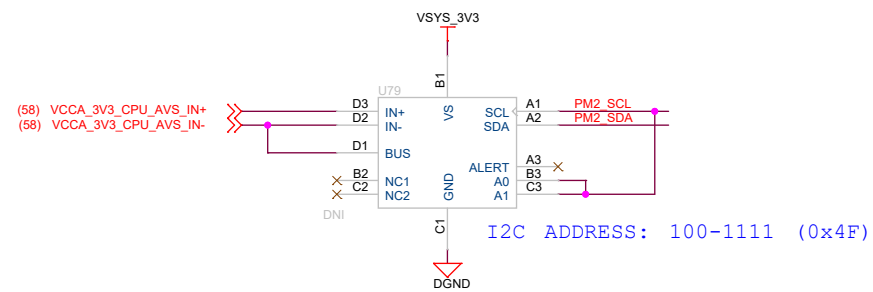 VSYS_3V3
B1
U79
(58) VCCA_3V3_CPU_AVS_IN+ D3 IN+ VS SCL A1 PM2_SCL
(58) VCCA_3V3_CPU_AVS_IN- D2 IN- SDA A2 PM2_SDA
D1 BUS
ALERT A3
B2 NC1 GND A0 B3
C2 NC2 A1 C3
DNI
C1
I2C ADDRESS: 100-1111 (0x4F)
DGND